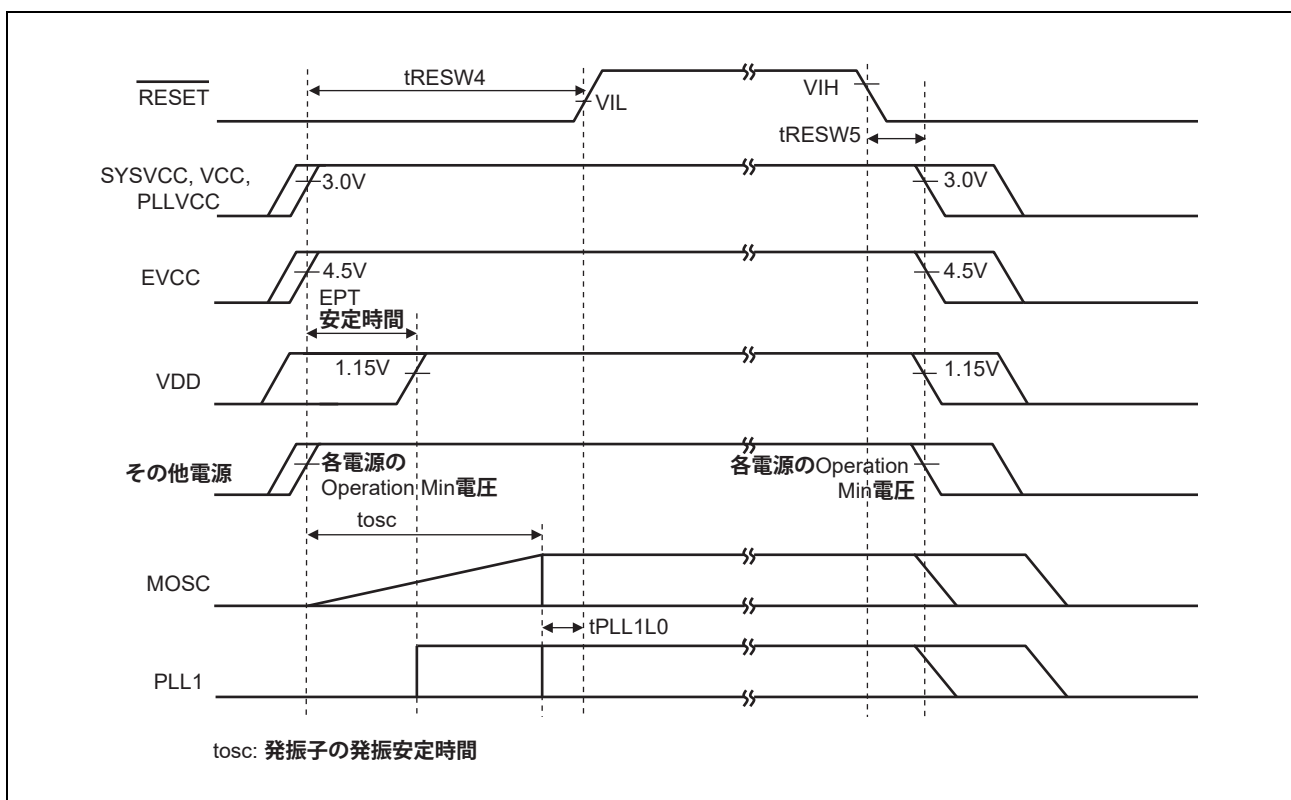 RESET
tRESW4
VIL
VIH
tRESW5
SYSVCC, VCC,
PLLVCC
3.0V
3.0V
EVCC
4.5V
4.5V
EPT
安定時間
VDD
1.15V
1.15V
その他電源
各電源の
Operation Min電圧
各電源のOperation
Min電圧
tosc
MOSC
tPLL1L0
PLL1
tosc: 発振子の発振安定時間